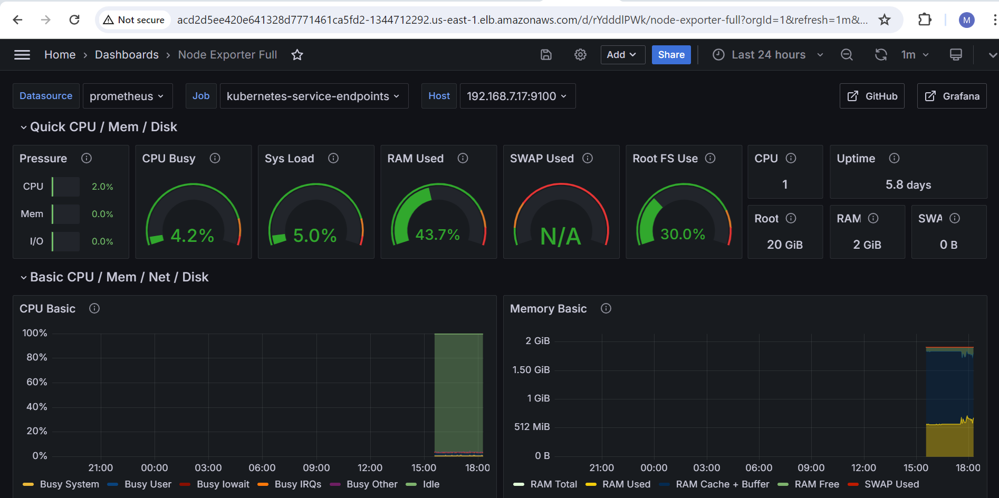 Not secure acd2d5ee420e641328d7771461ca5fd2-1344712292.us-east-1.elb.amazonaws.com/d/rYdddlPWk/node-exporter-full?orgId=1&refresh=1m&... M
Home › Dashboards › Node Exporter Full Add Share Last 24 hours 1m
Datasource prometheus Job kubernetes-service-endpoints Host 192.168.7.17:9100 GitHub Grafana
Quick CPU / Mem / Disk
Pressure
CPU 2.0%
Mem 0.0%
I/O 0.0%
CPU Busy
4.2%
Sys Load
5.0%
RAM Used
43.7%
SWAP Used
N/A
Root FS Use
30.0%
CPU
1
Uptime
5.8 days
Root
20 GiB
RAM
2 GiB
SWA
0 B
Basic CPU / Mem / Net / Disk
CPU Basic
100%
80%
60%
40%
20%
0%
21:00 00:00 03:00 06:00 09:00 12:00 15:00 18:00
Busy System Busy User Busy Iowait Busy IRQs Busy Other Idle
Memory Basic
2 GiB
1.50 GiB
1 GiB
512 MiB
0 B
21:00 00:00 03:00 06:00 09:00 12:00 15:00 18:00
RAM Total RAM Used RAM Cache + Buffer RAM Free SWAP Used